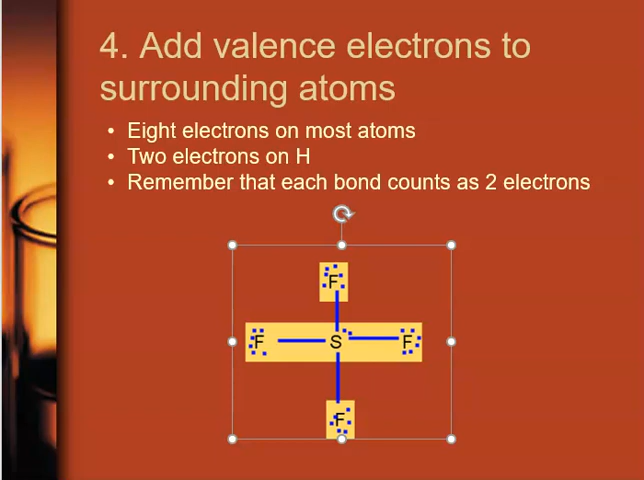 4. Add valence electrons to
surrounding atoms
• Eight electrons on most atoms
• Two electrons on H
• Remember that each bond counts as 2 electrons
F
F S F
F